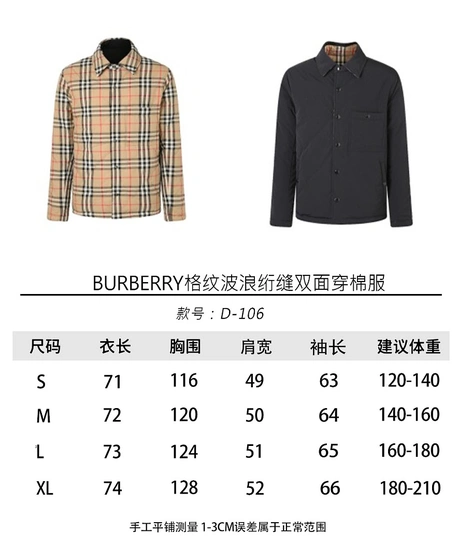 BURBERRY格纹波浪绗缝双面穿棉服
款号：D-106
尺码 衣长 胸围 肩宽 袖长 建议体重
S 71 116 49 63 120-140
M 72 120 50 64 140-160
L 73 124 51 65 160-180
XL 74 128 52 66 180-210
手工平铺测量 1-3CM误差属于正常范围